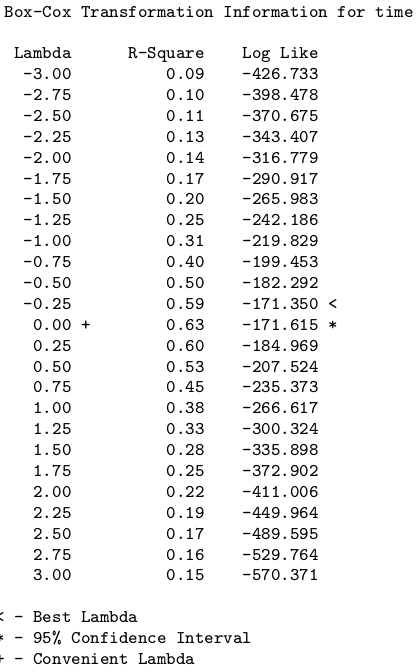 Box-Cox Transformation Information for time
Lambda R-Square Log Like
-3.00 0.09 -426.733
-2.75 0.10 -398.478
-2.50 0.11 -370.675
-2.25 0.13 -343.407
-2.00 0.14 -316.779
-1.75 0.17 -290.917
-1.50 0.20 -265.983
-1.25 0.25 -242.186
-1.00 0.31 -219.829
-0.75 0.40 -199.453
-0.50 0.50 -182.292
-0.25 0.59 -171.350 <
0.00 + 0.63 -171.615 *
0.25 0.60 -184.969
0.50 0.53 -207.524
0.75 0.45 -235.373
1.00 0.38 -266.617
1.25 0.33 -300.324
1.50 0.28 -335.898
1.75 0.25 -372.902
2.00 0.22 -411.006
2.25 0.19 -449.964
2.50 0.17 -489.595
2.75 0.16 -529.764
3.00 0.15 -570.371
< - Best Lambda
* - 95% Confidence Interval
+ - Convenient Lambda